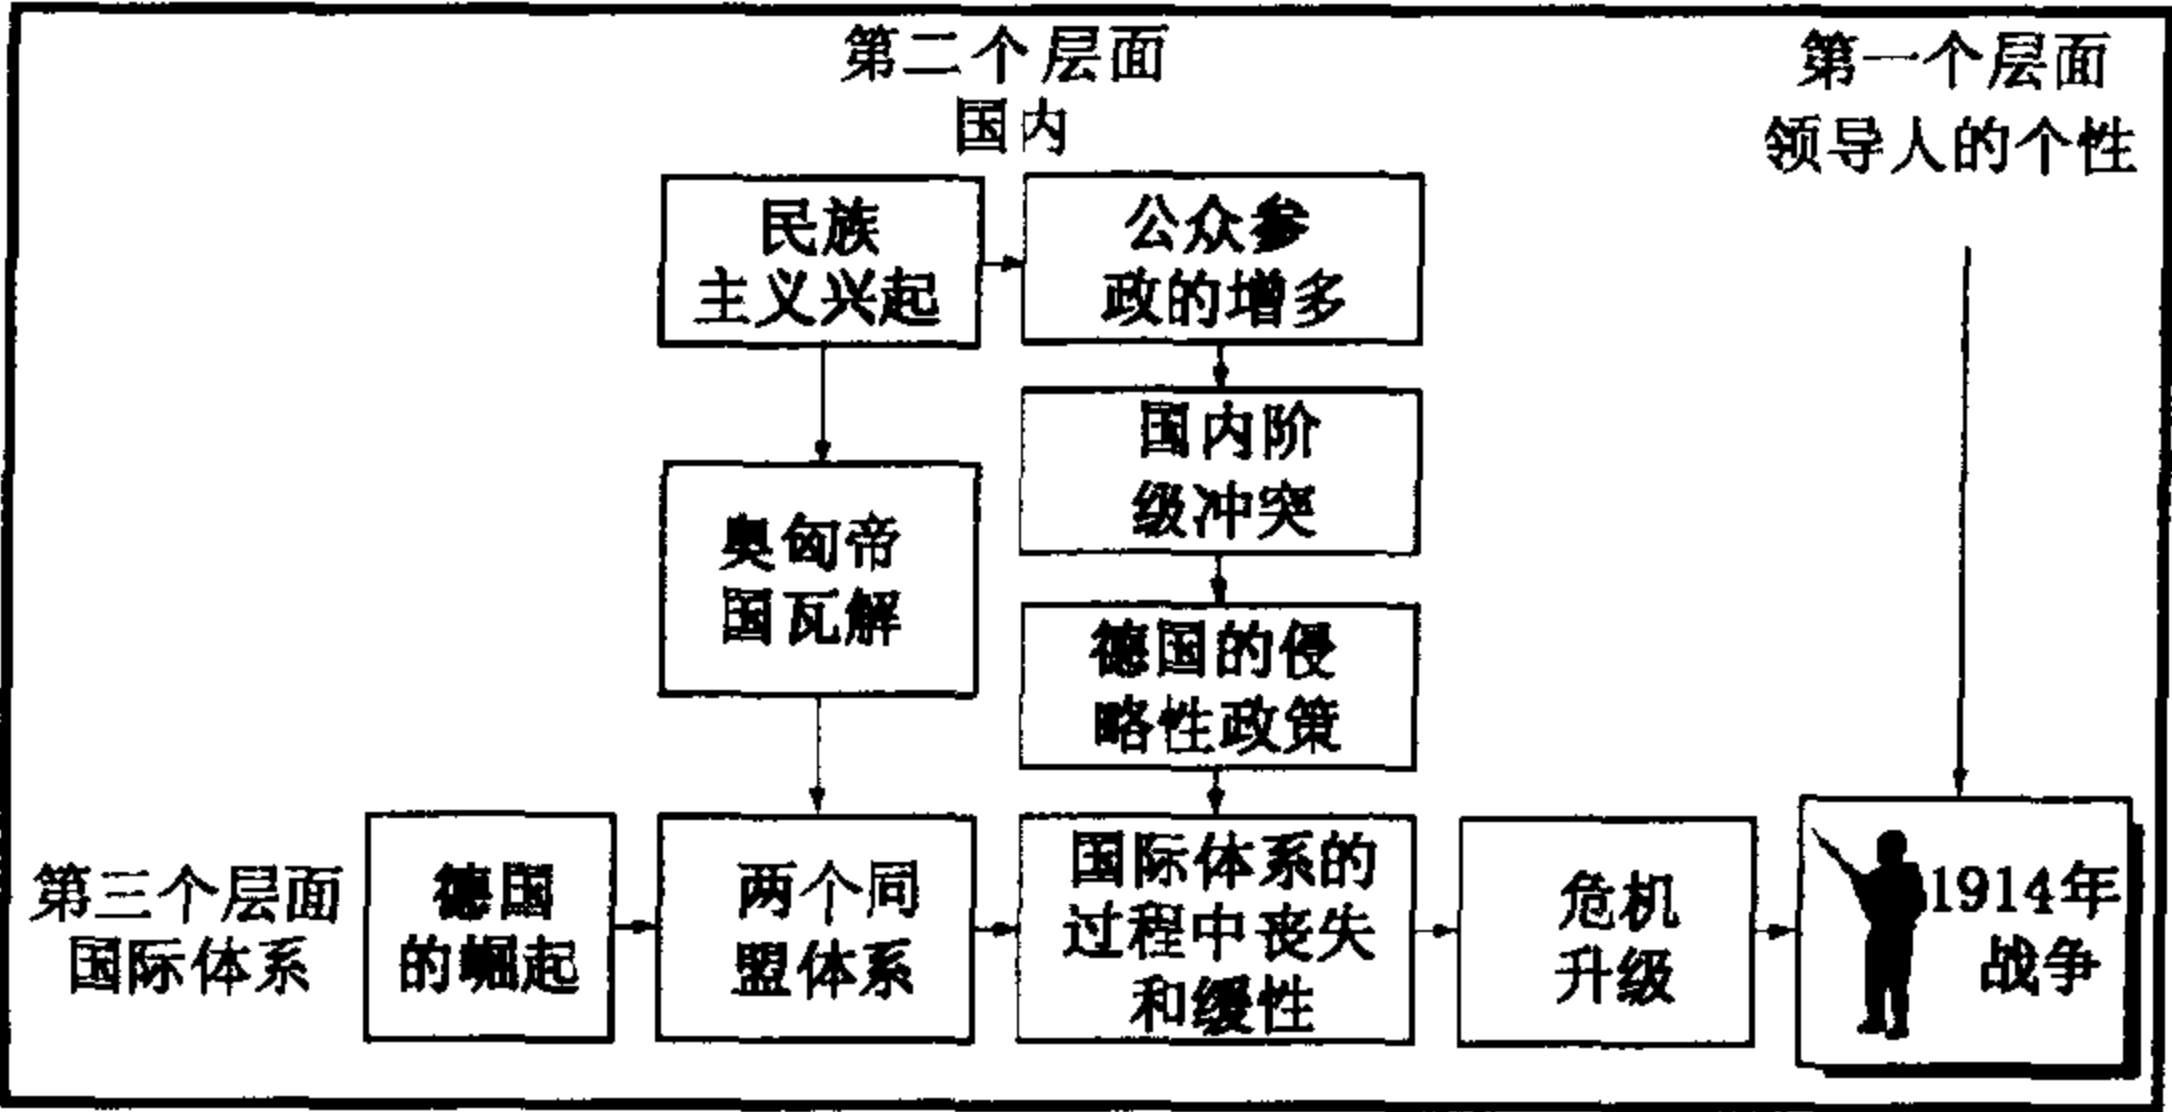 第二个层面
国内
第一个层面
领导人的个性
民族
主义兴起
公众参
政的增多
国内阶
级冲突
奥匈帝
国瓦解
德国的侵
略性政策
第三个层面
国际体系
德国
的崛起
两个同
盟体系
国际体系的
过程中丧失
和缓性
危机
升级
1914年
战争